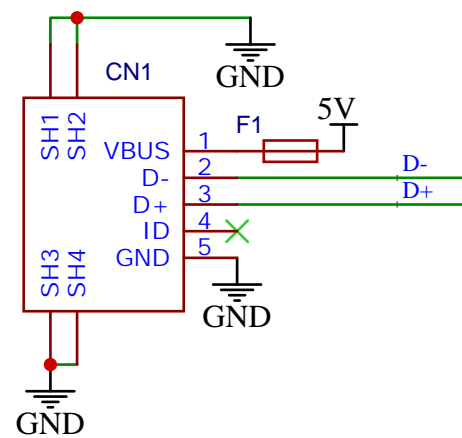 GND
CN1
5V
F1
SH1
SH2
VBUS 1
D- 2
D-
D+ 3
D+
ID 4
GND 5
SH3
SH4
GND
GND